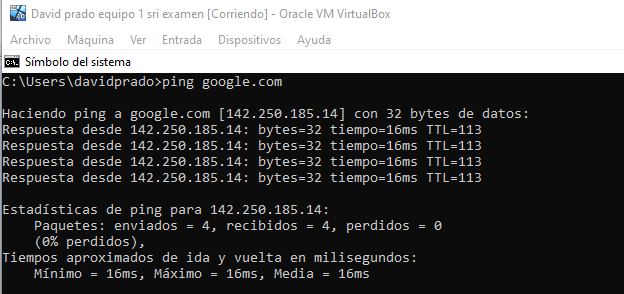 David prado equipo 1 sri examen [Corriendo] - Oracle VM VirtualBox
Archivo Máquina Ver Entrada Dispositivos Ayuda
Símbolo del sistema
C:\Users\davidprado>ping google.com
Haciendo ping a google.com [142.250.185.14] con 32 bytes de datos:
Respuesta desde 142.250.185.14: bytes=32 tiempo=16ms TTL=113
Respuesta desde 142.250.185.14: bytes=32 tiempo=16ms TTL=113
Respuesta desde 142.250.185.14: bytes=32 tiempo=16ms TTL=113
Respuesta desde 142.250.185.14: bytes=32 tiempo=16ms TTL=113
Estadísticas de ping para 142.250.185.14:
Paquetes: enviados = 4, recibidos = 4, perdidos = 0
(0% perdidos),
Tiempos aproximados de ida y vuelta en milisegundos:
Mínimo = 16ms, Máximo = 16ms, Media = 16ms